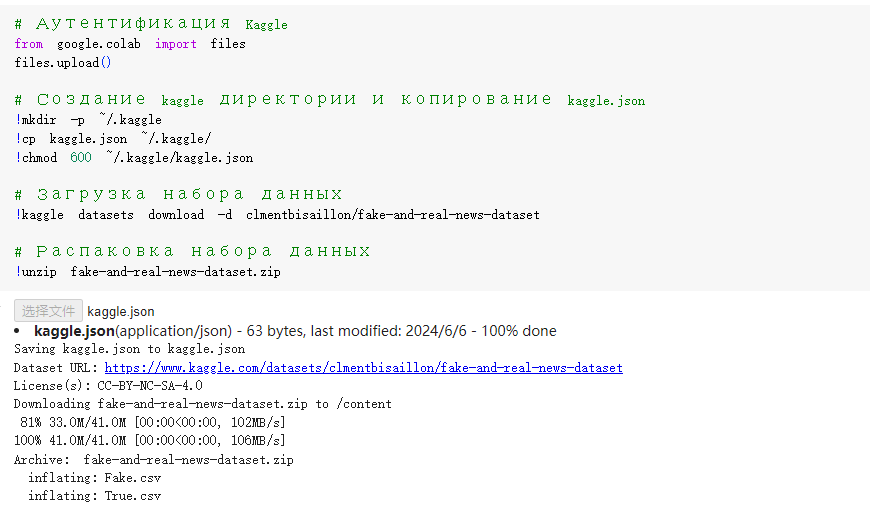 # Аутентификация Kaggle
from google.colab import files
files.upload()
# Создание kaggle директории и копирование kaggle.json
!mkdir -p ~/.kaggle
!cp kaggle.json ~/.kaggle/
!chmod 600 ~/.kaggle/kaggle.json
# Загрузка набора данных
!kaggle datasets download -d clmentbisaillon/fake-and-real-news-dataset
# Распаковка набора данных
!unzip fake-and-real-news-dataset.zip
选择文件 kaggle.json
• kaggle.json(application/json) - 63 bytes, last modified: 2024/6/6 - 100% done
Saving kaggle.json to kaggle.json
Dataset URL: https://www.kaggle.com/datasets/clmentbisaillon/fake-and-real-news-dataset
License(s): CC-BY-NC-SA-4.0
Downloading fake-and-real-news-dataset.zip to /content
81% 33.0M/41.0M [00:00<00:00, 102MB/s]
100% 41.0M/41.0M [00:00<00:00, 106MB/s]
Archive: fake-and-real-news-dataset.zip
inflating: Fake.csv
inflating: True.csv